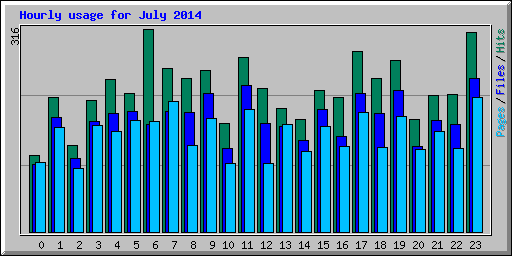 Hourly usage for July 2014
316
Pages/Files/Hits
0 1 2 3 4 5 6 7 8 9 10 11 12 13 14 15 16 17 18 19 20 21 22 23